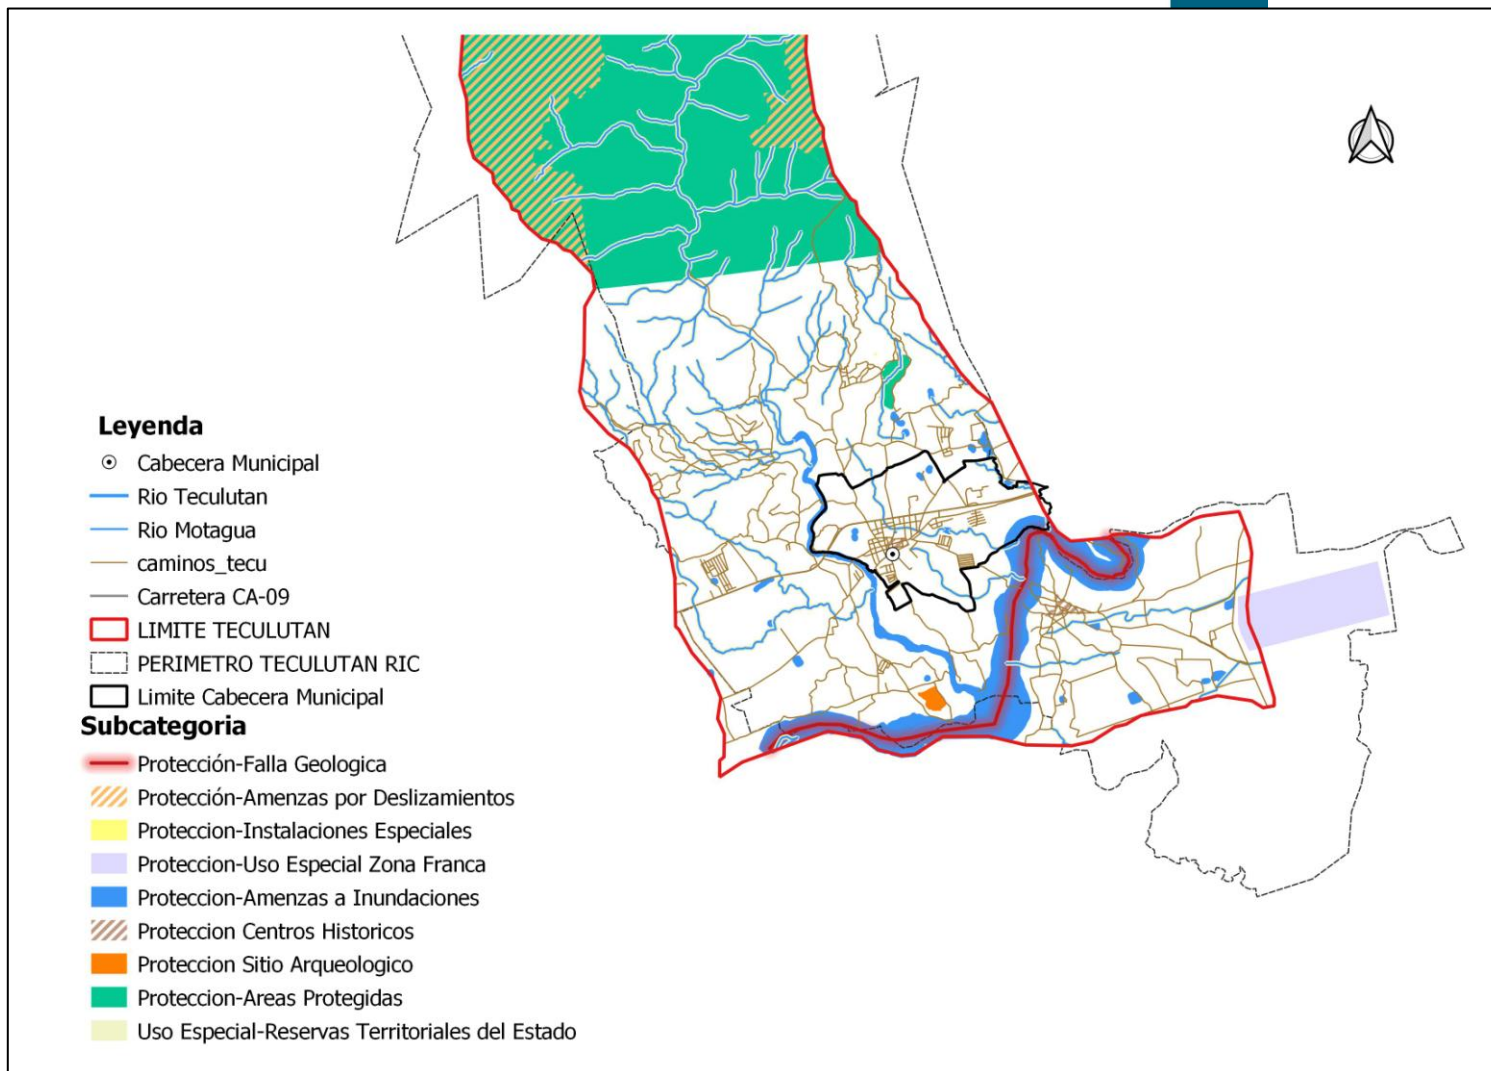 Leyenda
Cabecera Municipal
Rio Teculutan
Rio Motagua
caminos_tecu
Carretera CA-09
LIMITE TECULUTAN
PERIMETRO TECULUTAN RIC
Limite Cabecera Municipal
Subcategoria
Protección-Falla Geologica
Protección-Amenzas por Deslizamientos
Proteccion-Instalaciones Especiales
Proteccion-Uso Especial Zona Franca
Proteccion-Amenzas a Inundaciones
Proteccion Centros Historicos
Proteccion Sitio Arqueologico
Proteccion-Areas Protegidas
Uso Especial-Reservas Territoriales del Estado